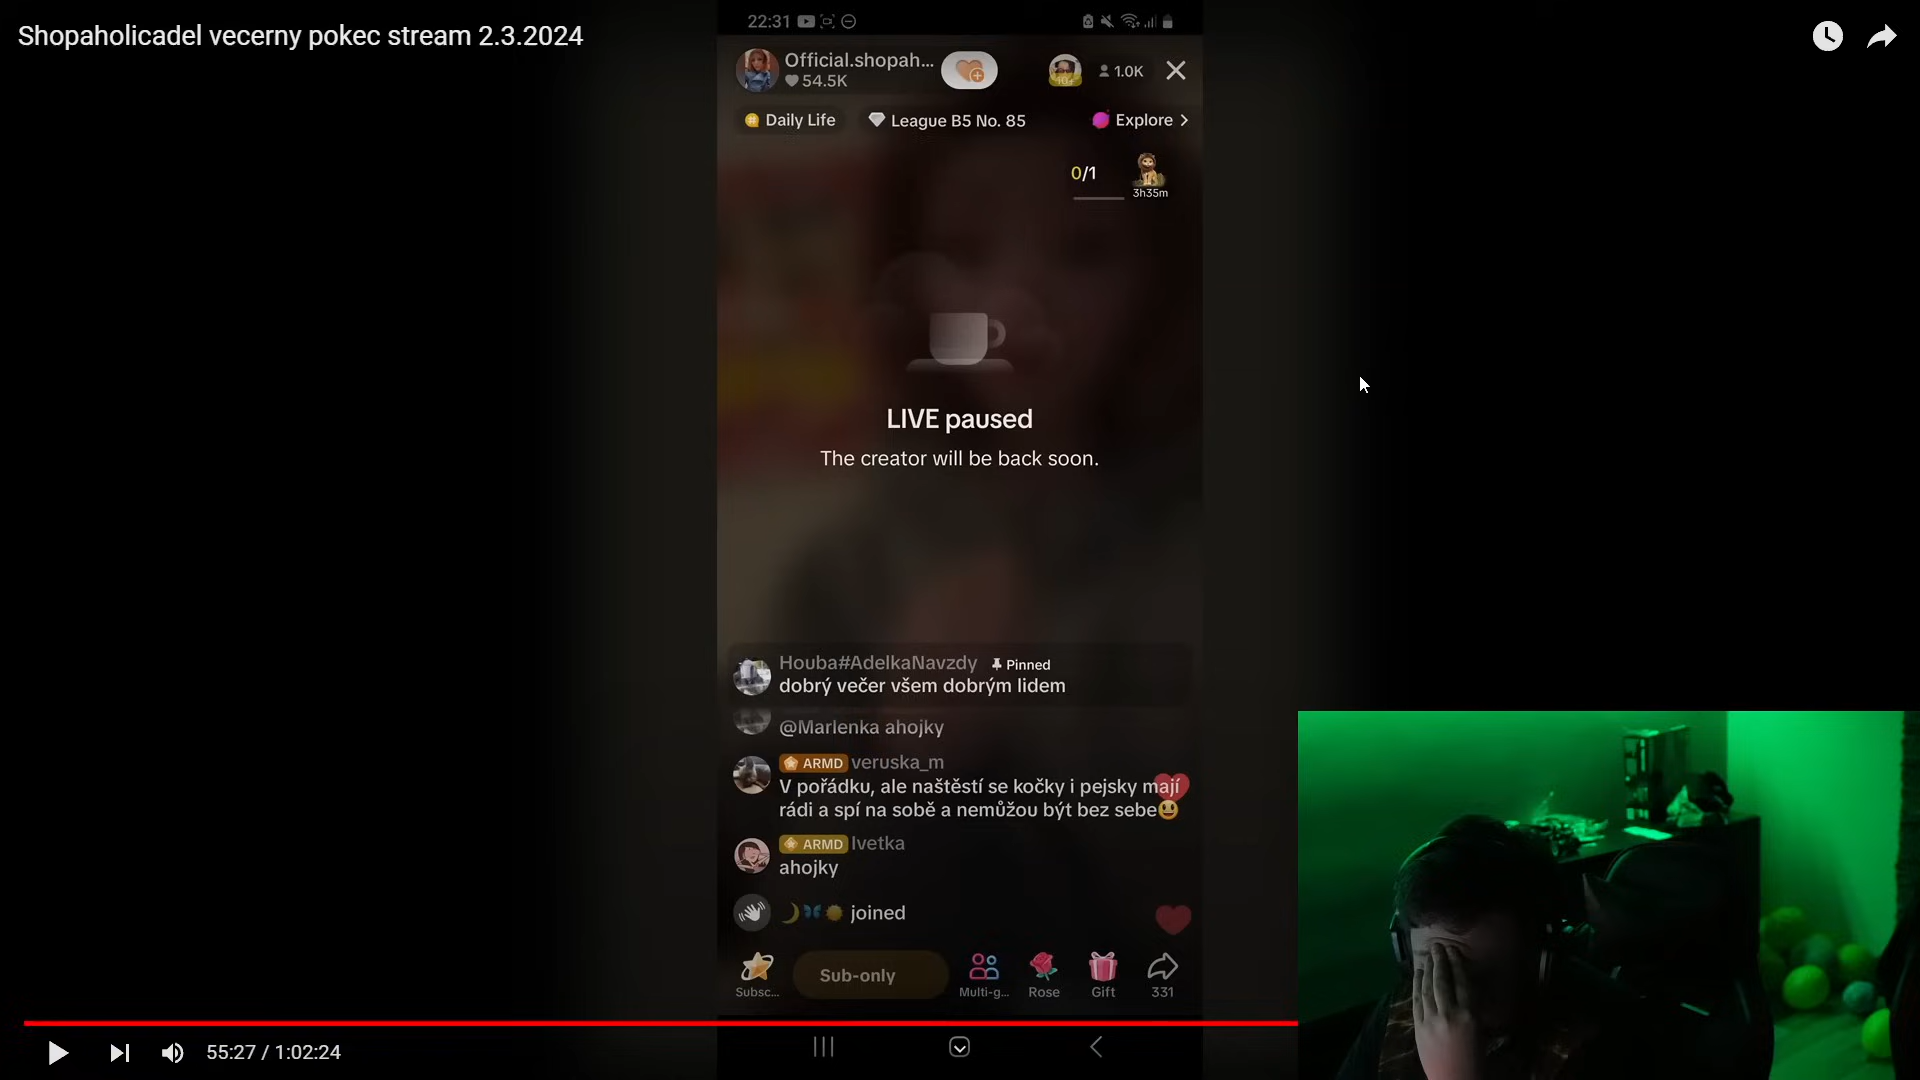 Shopaholicadel vecerny pokec stream 2.3.2024
22:31
Official.shopah...
54.5K
1.0K
Daily Life
League B5 No. 85
Explore
0/1
3h35m
LIVE paused
The creator will be back soon.
Houba#AdelkaNavzdy Pinned
dobrý večer všem dobrým lidem
@Marlenka ahojky
ARMD veruska_m
V pořádku, ale naštěstí se kočky i pejsky mají
rádi a spí na sobě a nemůžou být bez sebe😃
ARMD Ivetka
ahojky
🌙🦋☀️ joined
Sub-only
Subsc...
Multi-g...
Rose
Gift
331
55:27 / 1:02:24